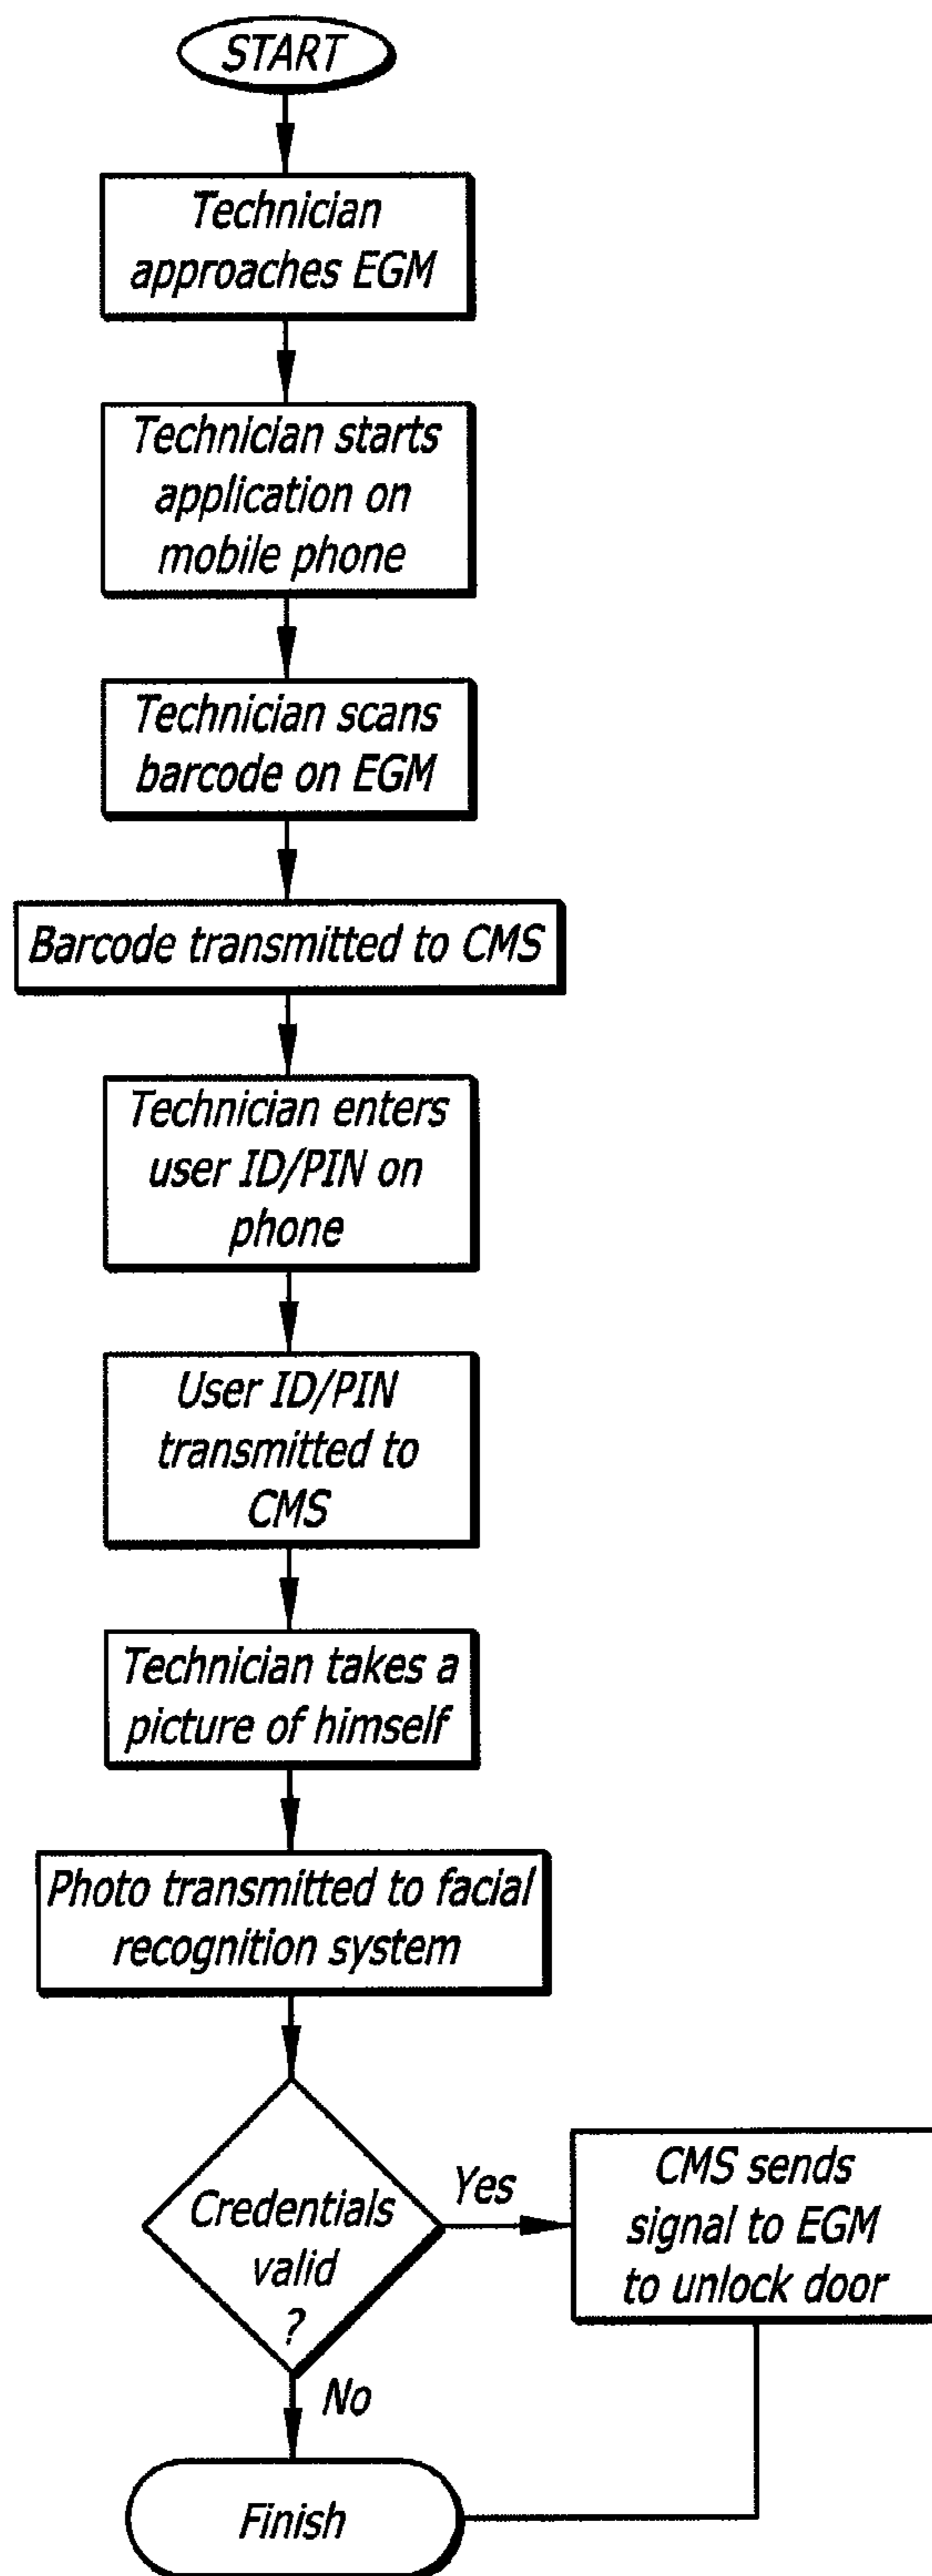 START
Technician
approaches EGM
Technician starts
application on
mobile phone
Technician scans
barcode on EGM
Barcode transmitted to CMS
Technician enters
user ID/PIN on
phone
User ID/PIN
transmitted to
CMS
Technician takes a
picture of himself
Photo transmitted to facial
recognition system
Credentials
valid
?
Yes
CMS sends
signal to EGM
to unlock door
No
Finish